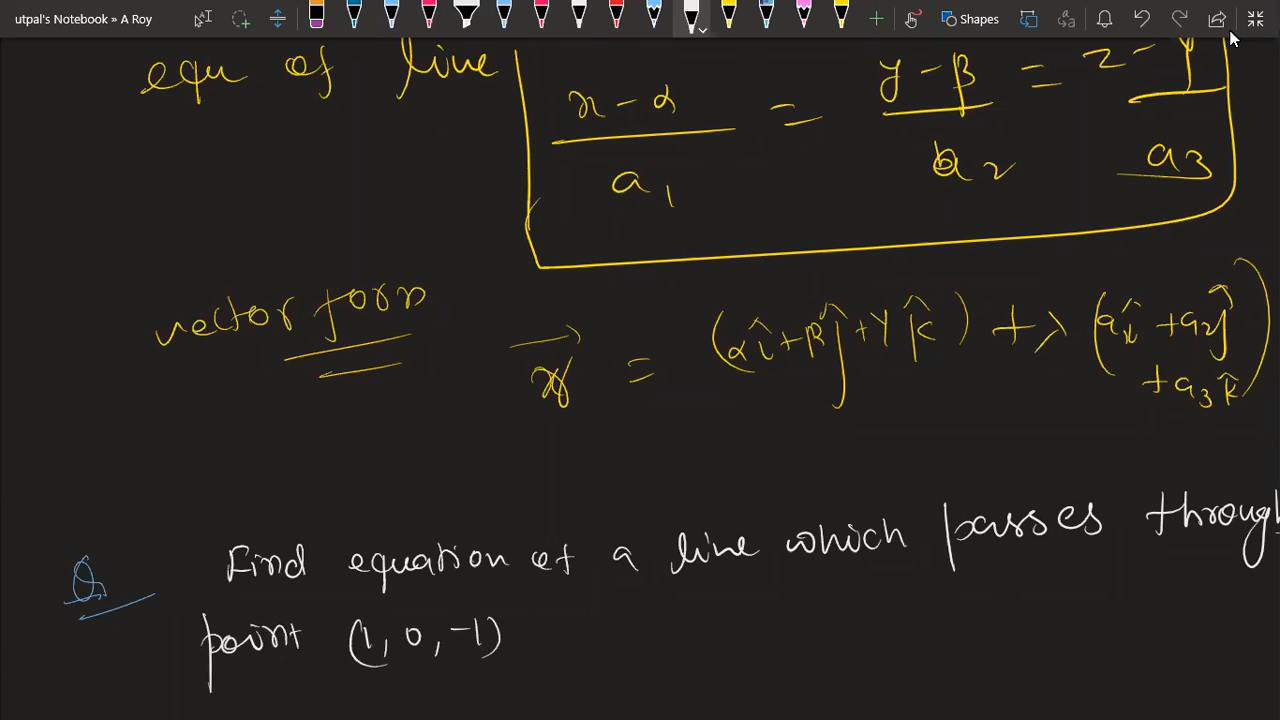 utpal's Notebook » A Roy
Shapes
equ of line
x - α / a1 = y - β / a2 = z - γ / a3
vector form
r = (αî + βĵ + γk̂) + λ (a1î + a2ĵ
+ a3k̂)
Q Find equation of a line which passes through
point (1, 0, -1)